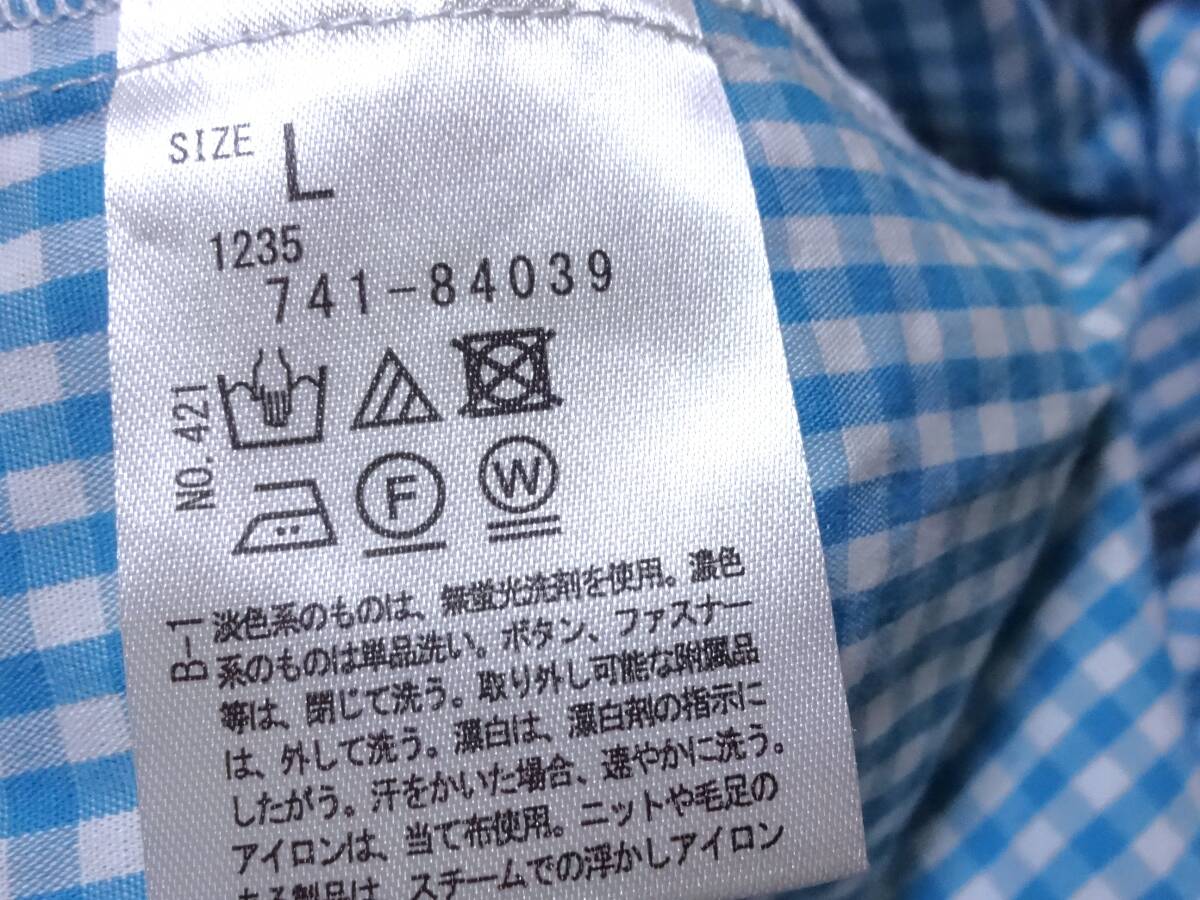 SIZE L
1235
741-84039
NO.421
F W
B-1
淡色系のものは、無蛍光洗剤を使用。濃色
系のものは単品洗い。ボタン、ファスナー
等は、閉じて洗う。取り外し可能な附属品
は、外して洗う。漂白は、漂白剤の指示に
したがう。汗をかいた場合、速やかに洗う。
アイロンは、当て布使用。ニットや毛足の
ある製品は、スチームでの浮かしアイロン